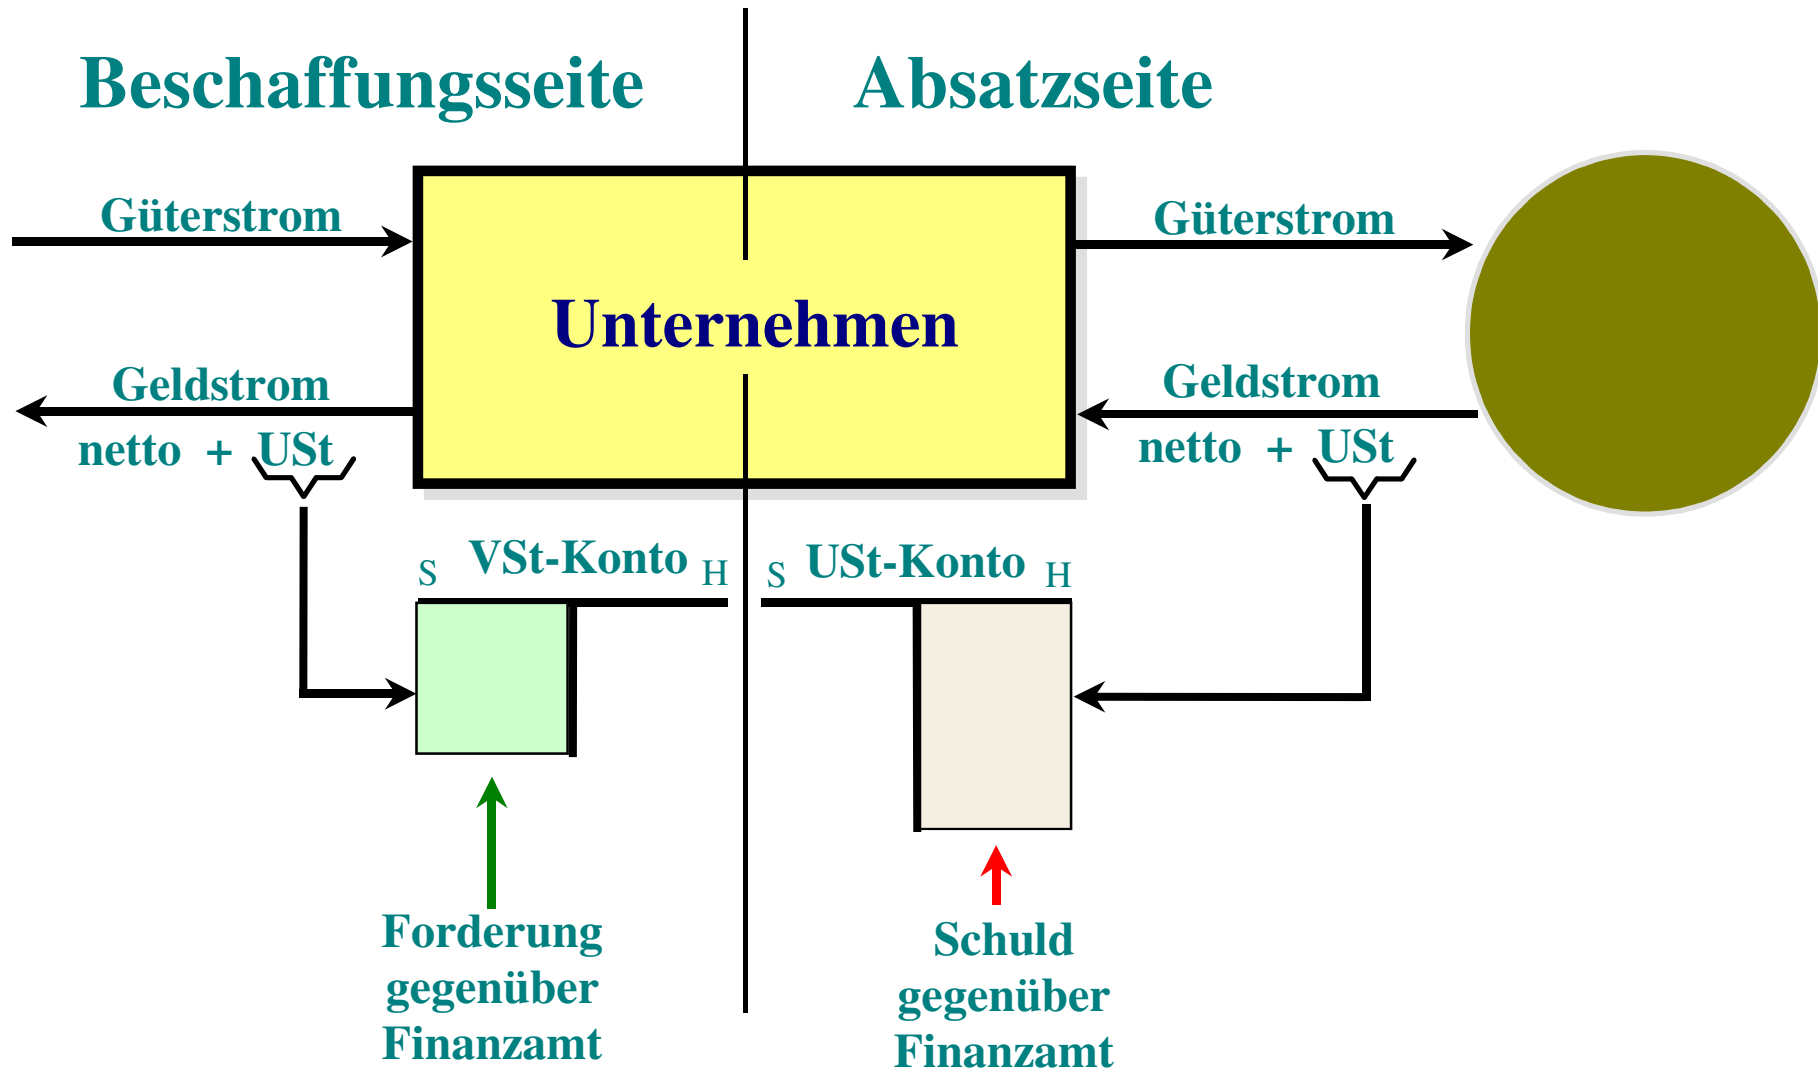 Beschaffungsseite
Absatzseite
Güterstrom
Güterstrom
Unternehmen
Geldstrom
netto + USt
Geldstrom
netto + USt
S VSt-Konto H
S USt-Konto H
Forderung
gegenüber
Finanzamt
Schuld
gegenüber
Finanzamt